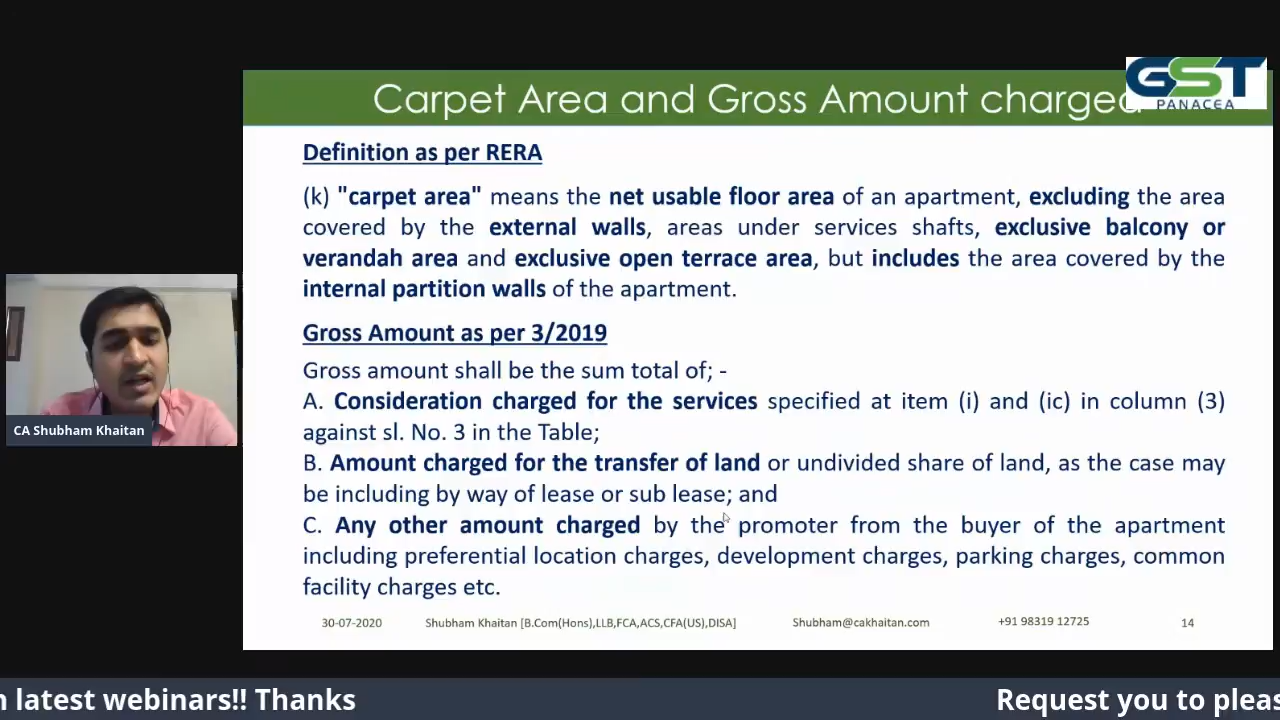 Carpet Area and Gross Amount charged
GST
PANACEA
Definition as per RERA
(k) "carpet area" means the net usable floor area of an apartment, excluding the area
covered by the external walls, areas under services shafts, exclusive balcony or
verandah area and exclusive open terrace area, but includes the area covered by the
internal partition walls of the apartment.
Gross Amount as per 3/2019
Gross amount shall be the sum total of; -
A. Consideration charged for the services specified at item (i) and (ic) in column (3)
against sl. No. 3 in the Table;
B. Amount charged for the transfer of land or undivided share of land, as the case may
be including by way of lease or sub lease; and
C. Any other amount charged by the promoter from the buyer of the apartment
including preferential location charges, development charges, parking charges, common
facility charges etc.
CA Shubham Khaitan
30-07-2020 Shubham Khaitan [B.Com(Hons),LLB,FCA,ACS,CFA(US),DISA] Shubham@cakhaitan.com +91 98319 12725 14
latest webinars!! Thanks Request you to